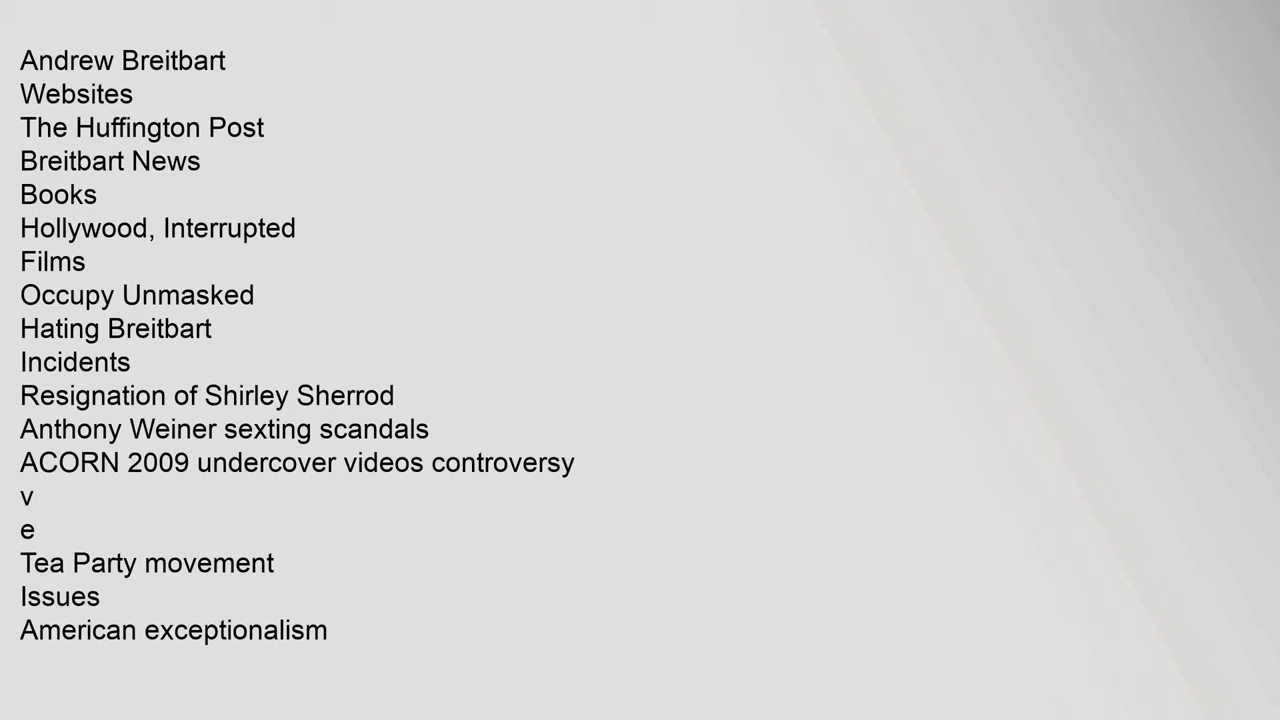 Andrew Breitbart
Websites
The Huffington Post
Breitbart News
Books
Hollywood, Interrupted
Films
Occupy Unmasked
Hating Breitbart
Incidents
Resignation of Shirley Sherrod
Anthony Weiner sexting scandals
ACORN 2009 undercover videos controversy
v
e
Tea Party movement
Issues
American exceptionalism